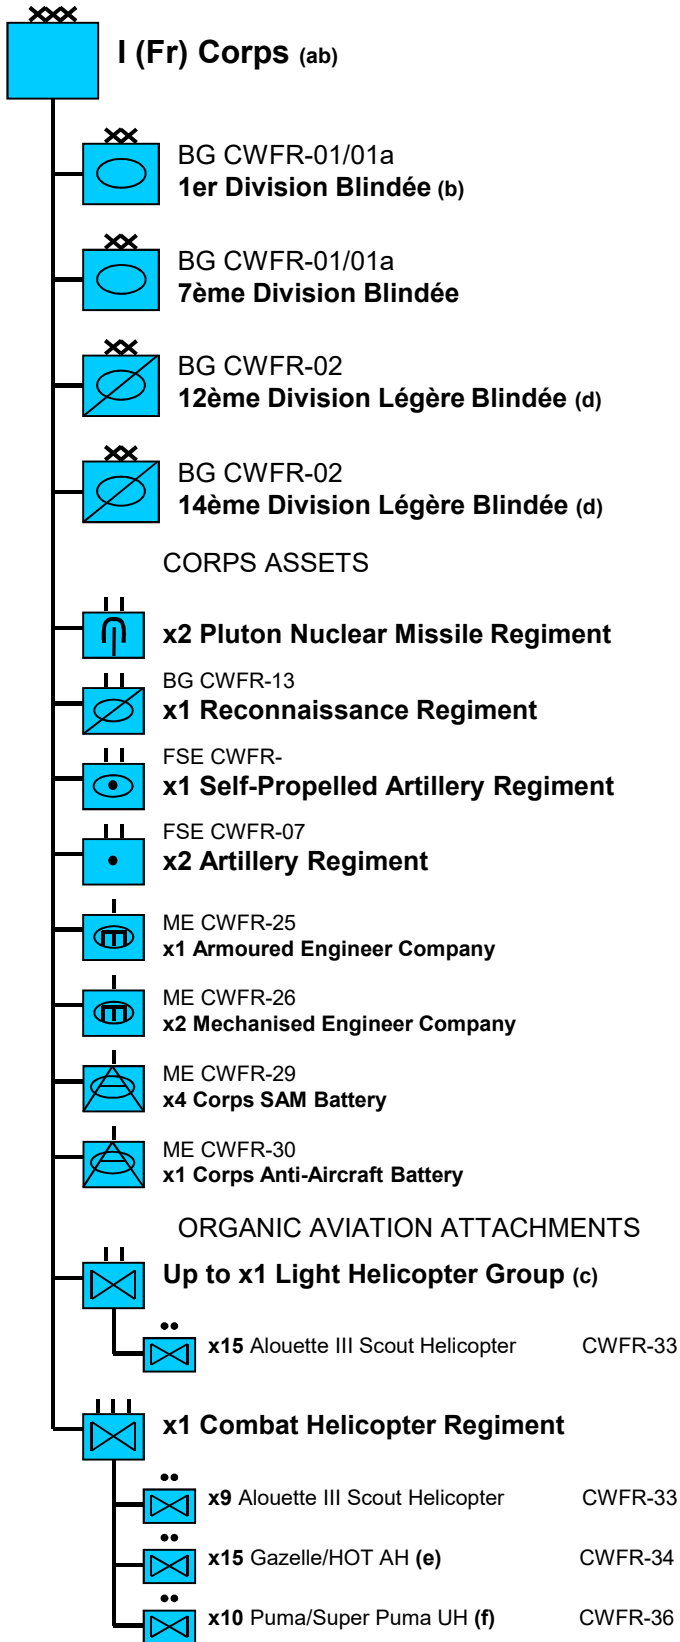 I (Fr) Corps (ab)
BG CWFR-01/01a
1er Division Blindée (b)
BG CWFR-01/01a
7ème Division Blindée
BG CWFR-02
12ème Division Légère Blindée (d)
BG CWFR-02
14ème Division Légère Blindée (d)
CORPS ASSETS
x2 Pluton Nuclear Missile Regiment
BG CWFR-13
x1 Reconnaissance Regiment
FSE CWFR-
x1 Self-Propelled Artillery Regiment
FSE CWFR-07
x2 Artillery Regiment
ME CWFR-25
x1 Armoured Engineer Company
ME CWFR-26
x2 Mechanised Engineer Company
ME CWFR-29
x4 Corps SAM Battery
ME CWFR-30
x1 Corps Anti-Aircraft Battery
ORGANIC AVIATION ATTACHMENTS
Up to x1 Light Helicopter Group (c)
x15 Alouette III Scout Helicopter CWFR-33
x1 Combat Helicopter Regiment
x9 Alouette III Scout Helicopter CWFR-33
x15 Gazelle/HOT AH (e) CWFR-34
x10 Puma/Super Puma UH (f) CWFR-36